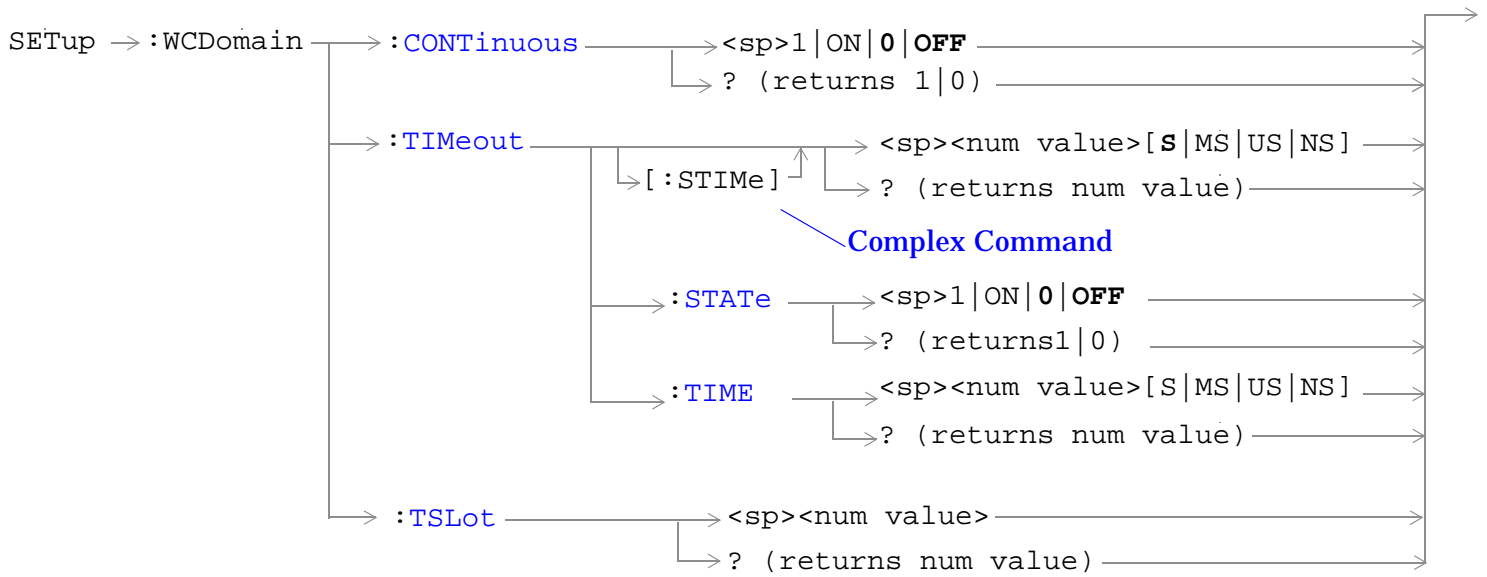 SETup :WCDomain :CONTinuous <sp>1|ON|0|OFF
? (returns 1|0)
:TIMeout <sp><num value>[S|MS|US|NS]
[:STIMe] ? (returns num value)
Complex Command
:STATe <sp>1|ON|0|OFF
? (returns1|0)
:TIME <sp><num value>[S|MS|US|NS]
? (returns num value)
:TSLot <sp><num value>
? (returns num value)